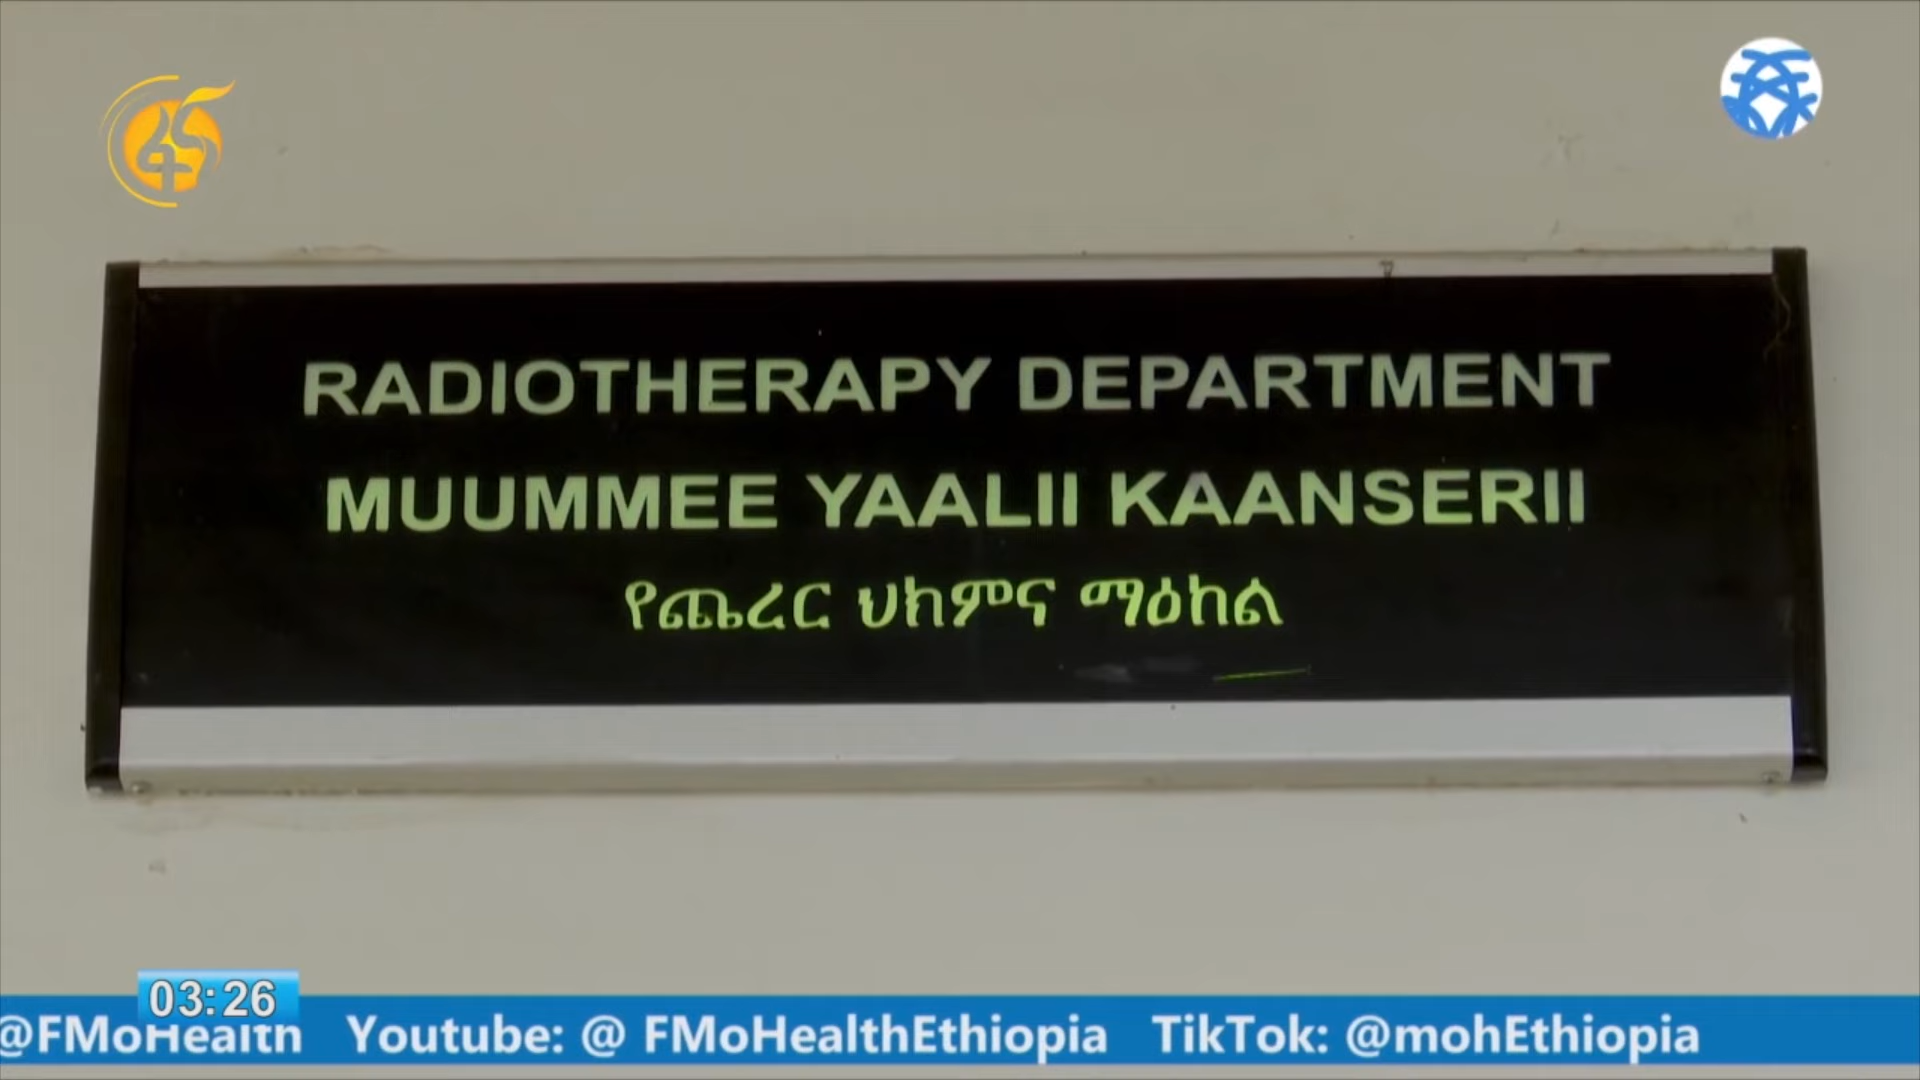 RADIOTHERAPY DEPARTMENT
MUUMMEE YAALII KAANSERII
የጨረር ህክምና ማዕከል
03:26
@FMoHealth Youtube: @ FMoHealthEthiopia TikTok: @mohEthiopia